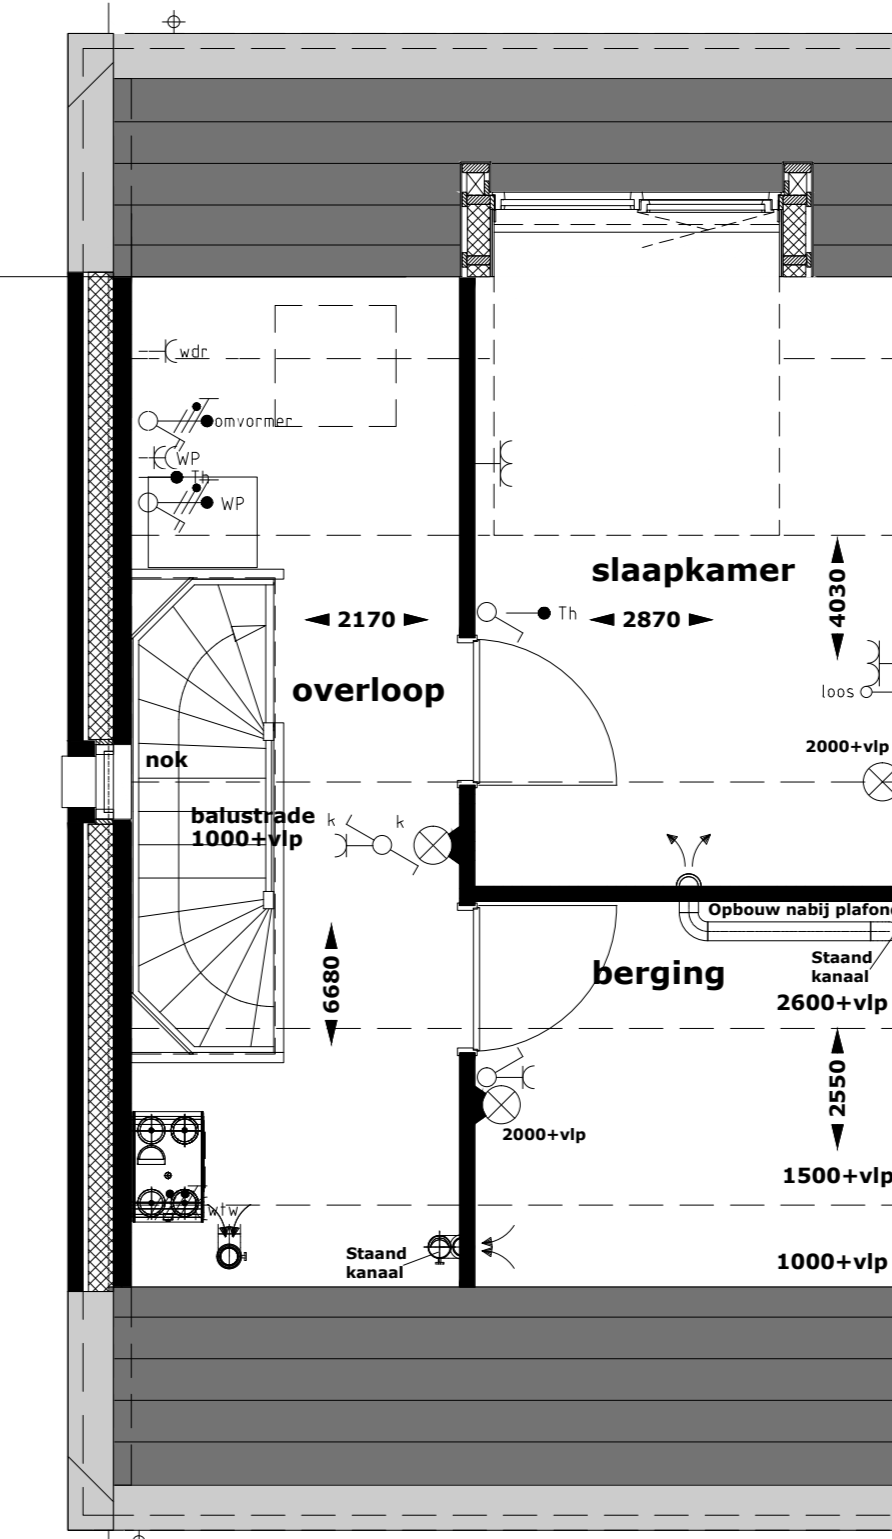 wdr
omvormer
WP
Th
WP
slaapkamer
4030
2170
Th
2870
overloop
loos
2000+vlp
nok
balustrade
1000+vlp
k
k
Opbouw nabij plafond
Staand
kanaal
berging
2600+vlp
6680
2550
2000+vlp
1500+vlp
wtw
Staand
kanaal
1000+vlp